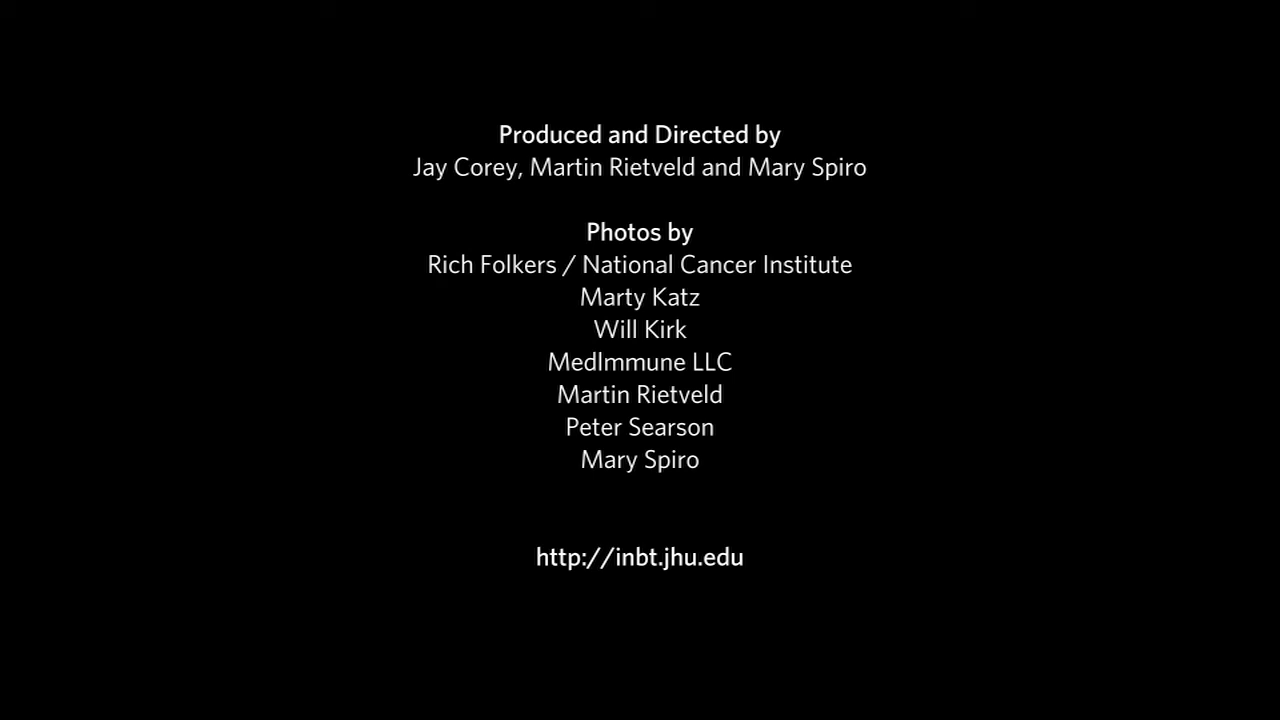 Produced and Directed by
Jay Corey, Martin Rietveld and Mary Spiro
Photos by
Rich Folkers / National Cancer Institute
Marty Katz
Will Kirk
MedImmune LLC
Martin Rietveld
Peter Searson
Mary Spiro
http://inbt.jhu.edu